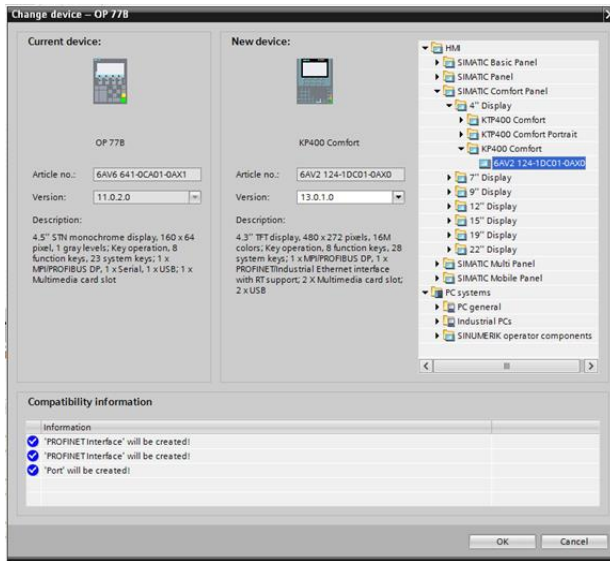 Change device – OP 77B
Current device:
OP 77B
Article no.: 6AV6 641-0CA01-0AX1
Version: 11.0.2.0
Description:
4.5" STN monochrome display, 160 x 64
pixel, 1 gray levels; Key operation, 8
function keys, 23 system keys; 1 x
MPI/PROFIBUS DP, 1 x Serial, 1 x USB; 1 x
Multimedia card slot
New device:
KP400 Comfort
Article no.: 6AV2 124-1DC01-0AX0
Version: 13.0.1.0
Description:
4.3" TFT display, 480 x 272 pixels, 16M
colors; Key operation, 8 function keys, 28
system keys; 1 x MPI/PROFIBUS DP, 1 x
PROFINET/Industrial Ethernet interface
with RT support; 2 X Multimedia card slot;
2 x USB
HMI
SIMATIC Basic Panel
SIMATIC Panel
SIMATIC Comfort Panel
4" Display
KTP400 Comfort
KTP400 Comfort Portrait
KP400 Comfort
6AV2 124-1DC01-0AX0
7" Display
9" Display
12" Display
15" Display
19" Display
22" Display
SIMATIC Multi Panel
SIMATIC Mobile Panel
PC systems
PC general
Industrial PCs
SINUMERIK operator components
Compatibility information
Information
'PROFINET Interface' will be created!
'PROFINET Interface' will be created!
'Port' will be created!
OK
Cancel